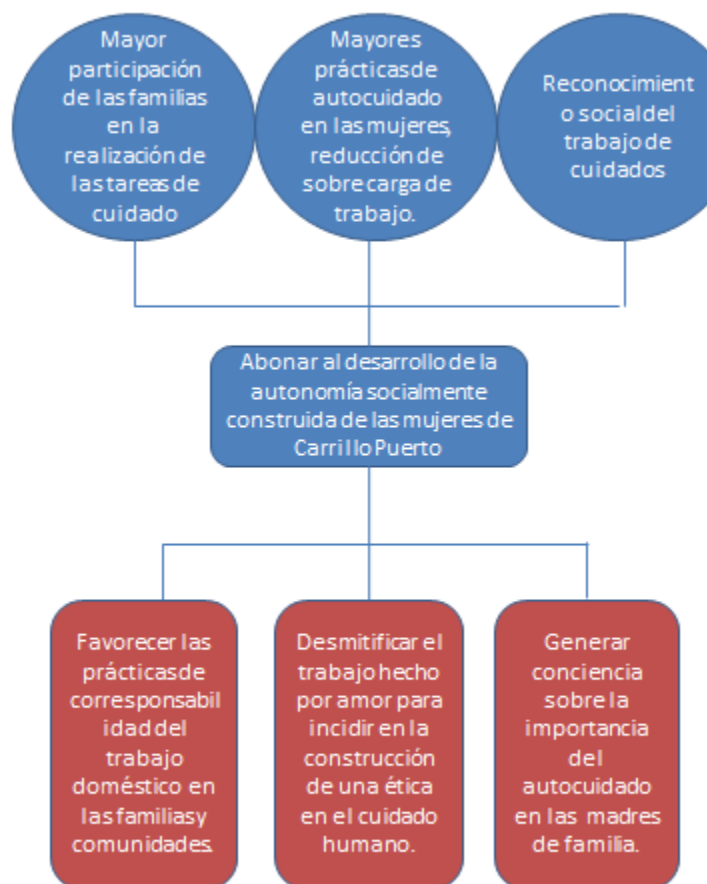 Mayor
participación
de las familias
en la
realización de
las tareas de
cuidado
Mayores
prácticas de
autocuidado
en las mujeres,
reducción de
sobre carga de
trabajo.
Reconocimient
o social del
trabajo de
cuidados
Abonar al desarrollo de la
autonomía socialmente
construida de las mujeres de
Carrillo Puerto
Favorecer las
prácticas de
corresponsabil
idad del
trabajo
doméstico en
las familias y
comunidades.
Desmitificar el
trabajo hecho
por amor para
incidir en la
construcción
de una ética
en el cuidado
humano.
Generar
conciencia
sobre la
importancia
del
autocuidado
en las madres
de familia.